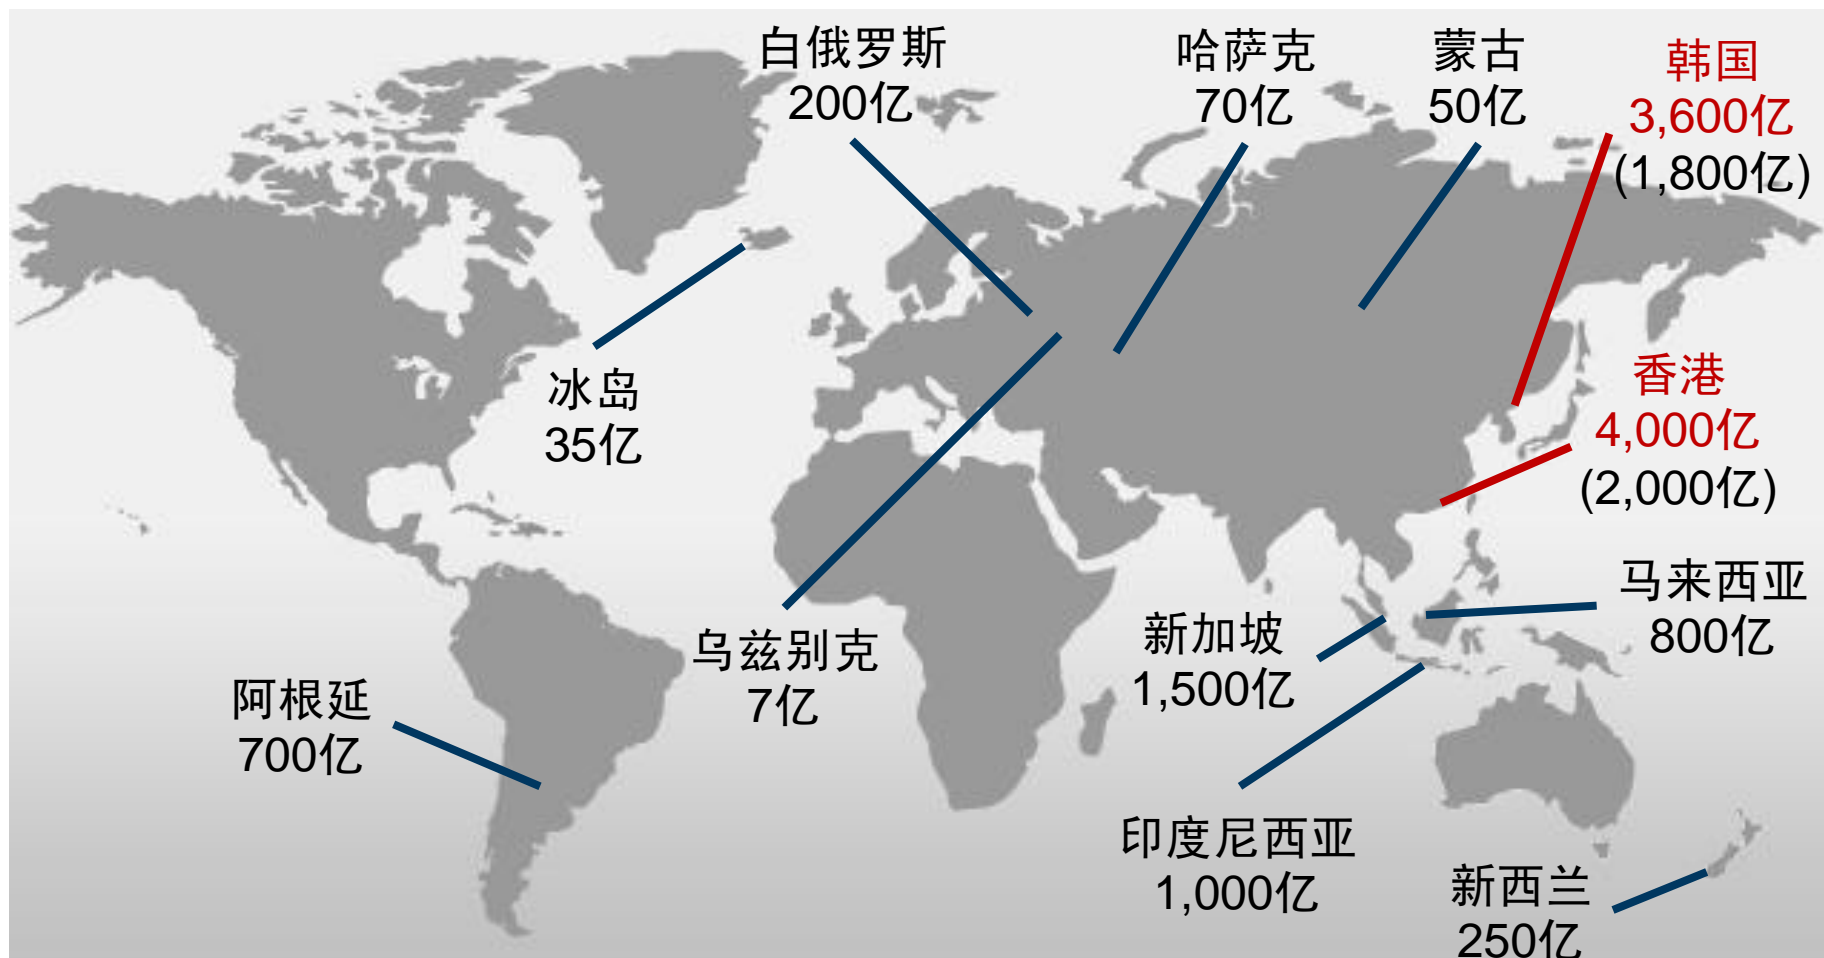 白俄罗斯
200亿
哈萨克
70亿
蒙古
50亿
韩国
3,600亿
(1,800亿)
冰岛
35亿
香港
4,000亿
(2,000亿)
马来西亚
800亿
新加坡
1,500亿
乌兹别克
7亿
阿根延
700亿
印度尼西亚
1,000亿
新西兰
250亿